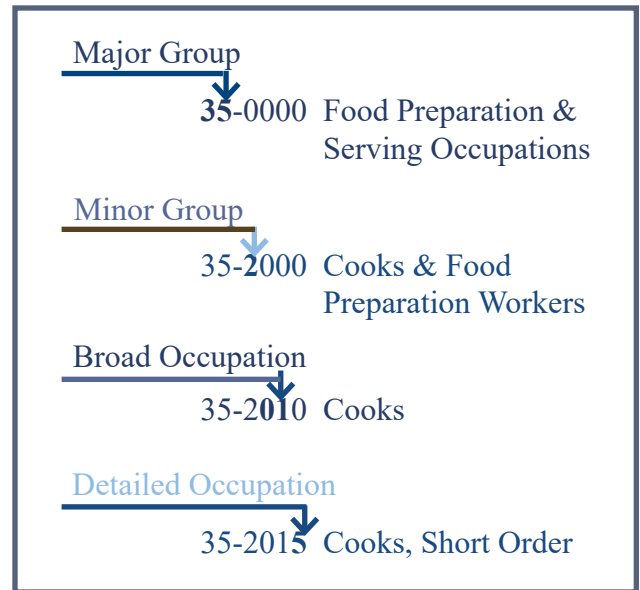 Major Group
35-0000 Food Preparation &
Serving Occupations
Minor Group
35-2000 Cooks & Food
Preparation Workers
Broad Occupation
35-2010 Cooks
Detailed Occupation
35-2015 Cooks, Short Order